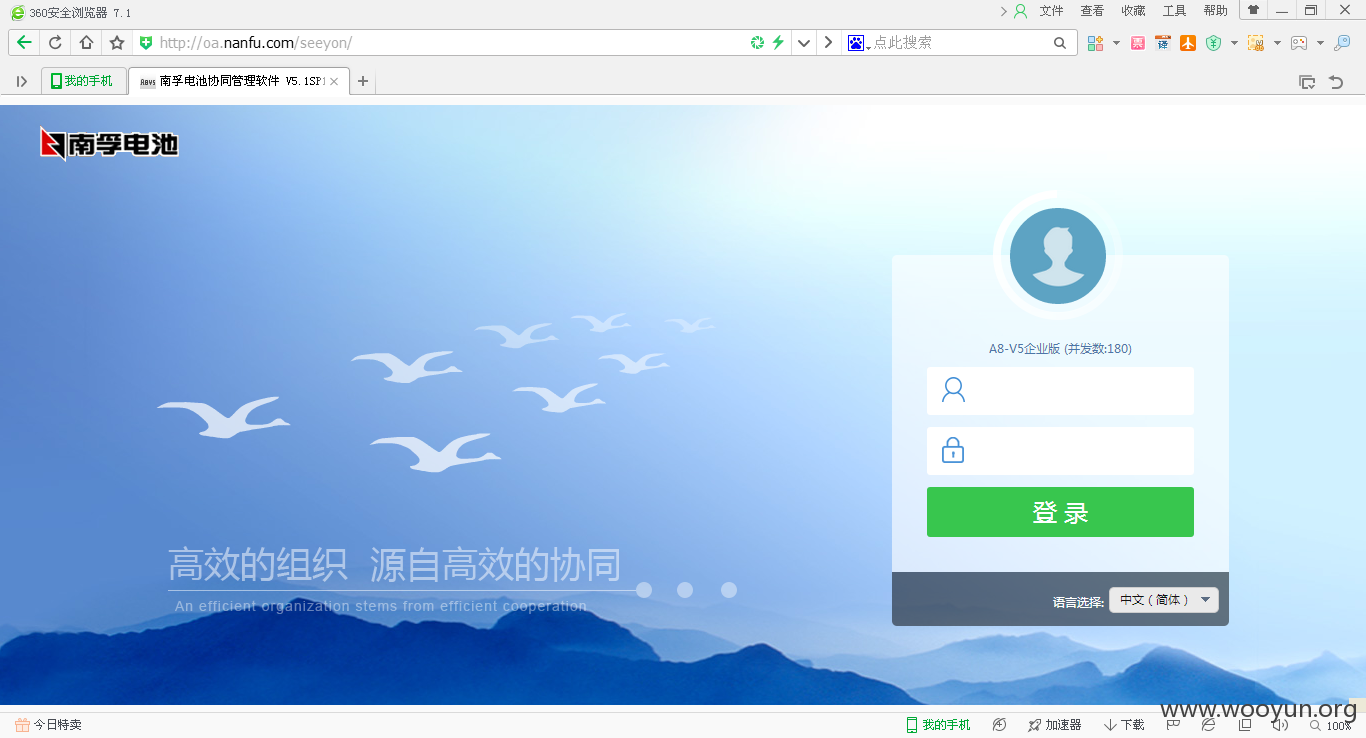 360安全浏览器 7.1
文件 查看 收藏 工具 帮助
http://oa.nanfu.com/seeyon/
点此搜索
我的手机
A8V5 南孚电池协同管理软件 V5.1SP1
南孚电池
A8-V5企业版 (并发数:180)
登 录
高效的组织 源自高效的协同
An efficient organization stems from efficient cooperation
语言选择: 中文 ( 简体 )
今日特卖
我的手机
加速器
下载
100%
www.wooyun.org